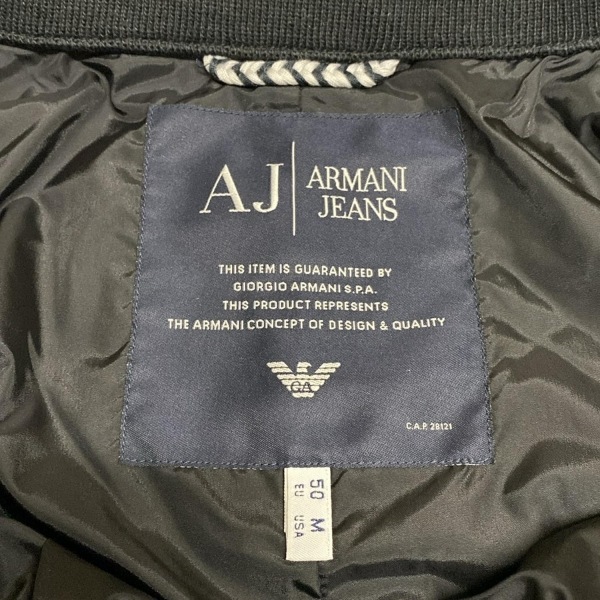 AJ
ARMANI
JEANS
THIS ITEM IS GUARANTEED BY
GIORGIO ARMANI S.P.A.
THIS PRODUCT REPRESENTS
THE ARMANI CONCEPT OF DESIGN & QUALITY
GA
C.A.P. 28121
50 M
EU USA